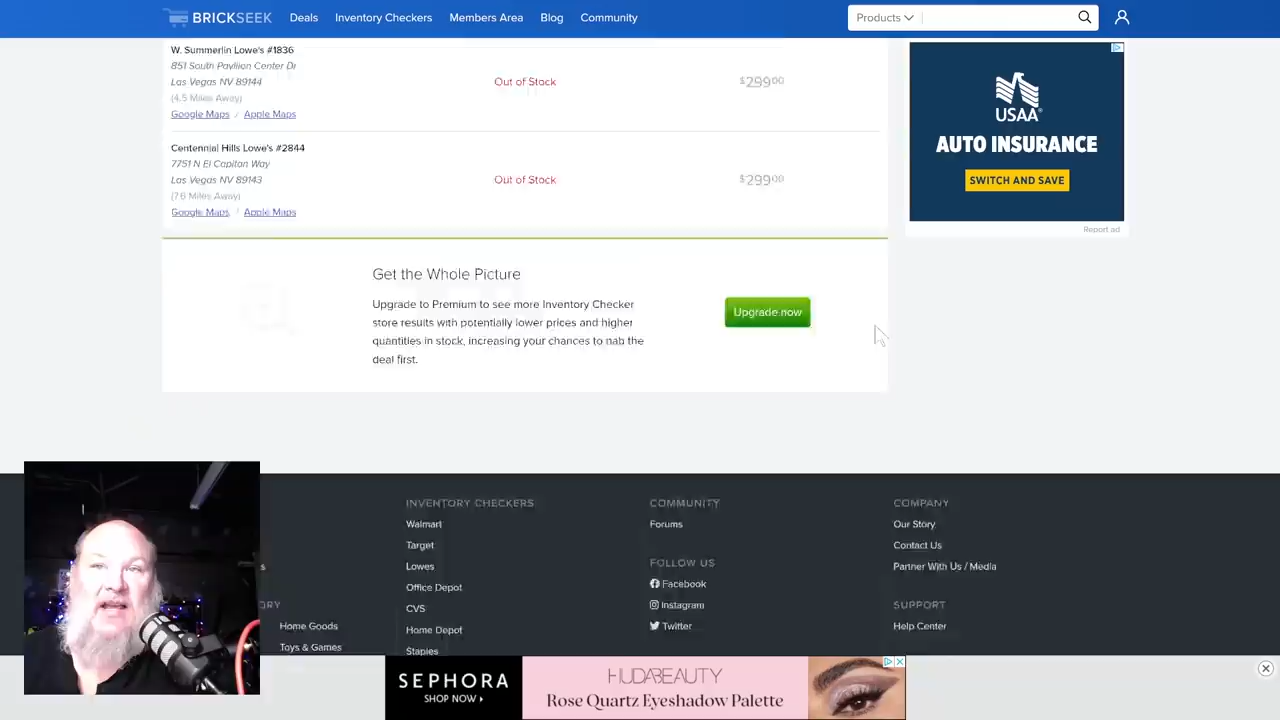 BRICKSEEK
Deals
Inventory Checkers
Members Area
Blog
Community
Products
W. Summerlin Lowe's #1836
851 South Pavilion Center Dr
Las Vegas NV 89144
(4.5 Miles Away)
Google Maps / Apple Maps
Out of Stock
$299.00
Centennial Hills Lowe's #2844
7751 N El Capitan Way
Las Vegas NV 89143
(7.6 Miles Away)
Google Maps / Apple Maps
Out of Stock
$299.00
USAA
AUTO INSURANCE
SWITCH AND SAVE
Report ad
Get the Whole Picture
Upgrade to Premium to see more Inventory Checker
store results with potentially lower prices and higher
quantities in stock, increasing your chances to nab the
deal first.
Upgrade now
INVENTORY CHECKERS
Walmart
Target
Lowes
Office Depot
CVS
Home Depot
Staples
Home Goods
Toys & Games
COMMUNITY
Forums
FOLLOW US
Facebook
Instagram
Twitter
COMPANY
Our Story
Contact Us
Partner With Us / Media
SUPPORT
Help Center
SEPHORA
SHOP NOW
HUDABEAUTY
Rose Quartz Eyeshadow Palette